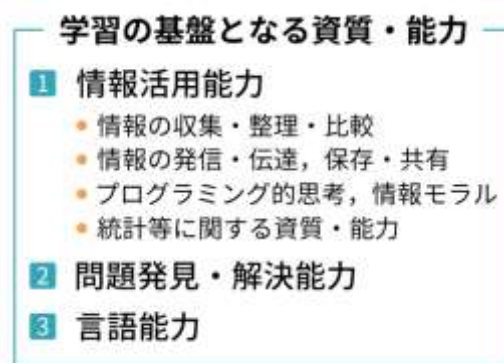 学習の基盤となる資質・能力
1 情報活用能力
• 情報の収集・整理・比較
• 情報の発信・伝達，保存・共有
• プログラミング的思考，情報モラル
• 統計等に関する資質・能力
2 問題発見・解決能力
3 言語能力